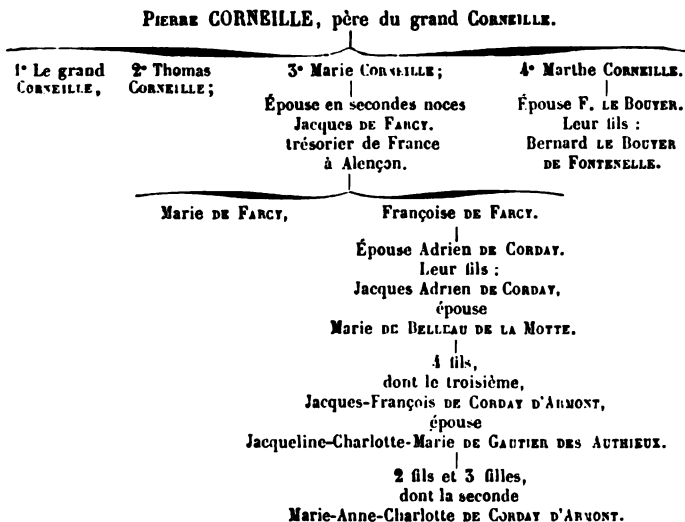 Pierre CORNEILLE, père du grand Corneille.
1° Le grand Corneille,
2° Thomas Corneille;
3° Marie Corneille;
Épouse en secondes noces
Jacques de Farcy.
trésorier de France
à Alençon.
4° Marthe Corneille.
Épouse F. le Bouyer.
Leur fils :
Bernard le Bouyer
de Fontenelle.
Marie de Farcy,
Françoise de Farcy.
Épouse Adrien de Corday.
Leur fils :
Jacques Adrien de Corday,
épouse
Marie de Belleau de la Motte.
4 fils,
dont le troisième,
Jacques-François de Corday d'Armont,
épouse
Jacqueline-Charlotte-Marie de Gautier des Authieux.
2 fils et 3 filles,
dont la seconde
Marie-Anne-Charlotte de Corday d'Armont.